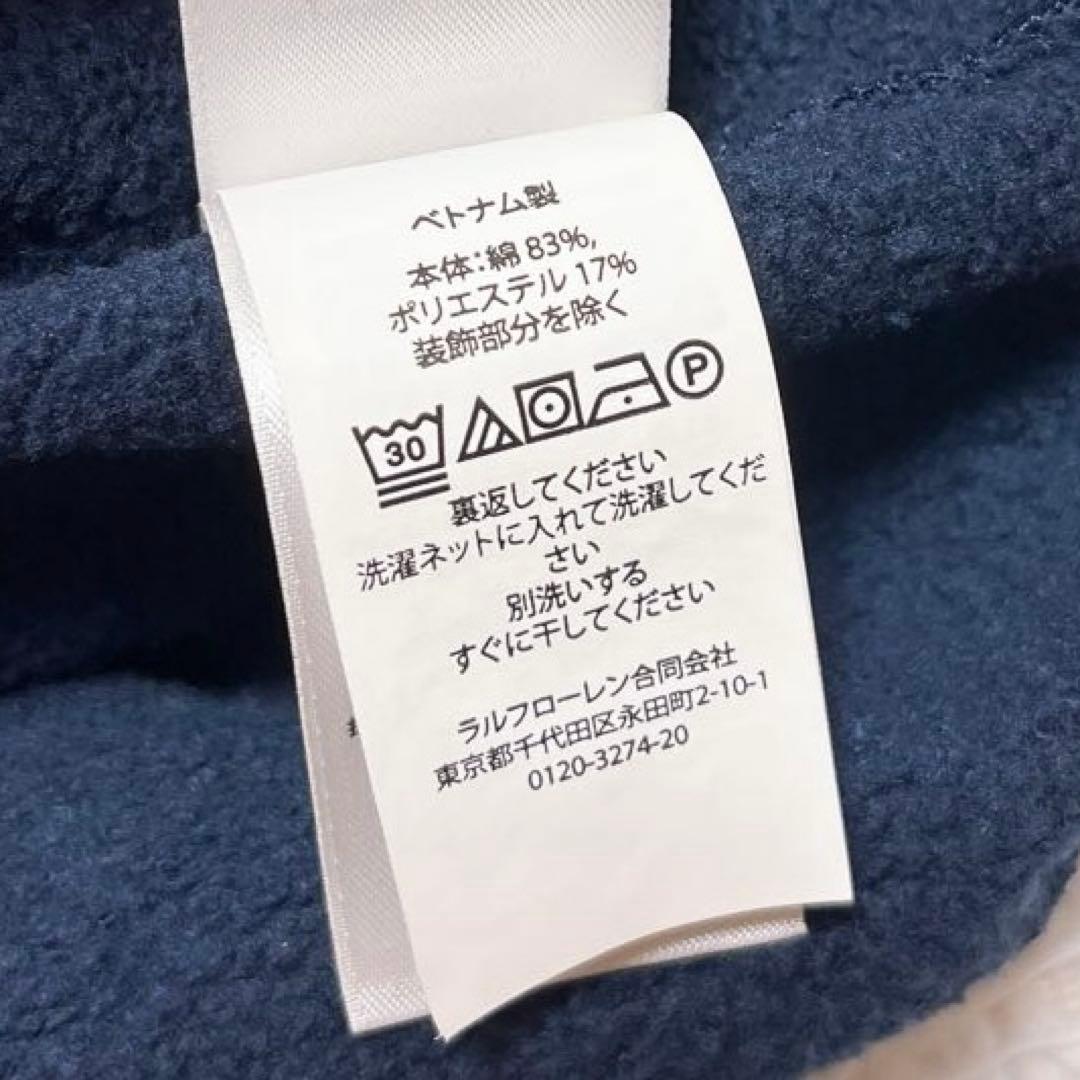 ベトナム製
本体：綿 83%,
ポリエステル 17%
装飾部分を除く
30
P
裏返してください
洗濯ネットに入れて洗濯してくだ
さい
別洗いする
すぐに干してください
ラルフローレン合同会社
東京都千代田区永田町2-10-1
0120-3274-20